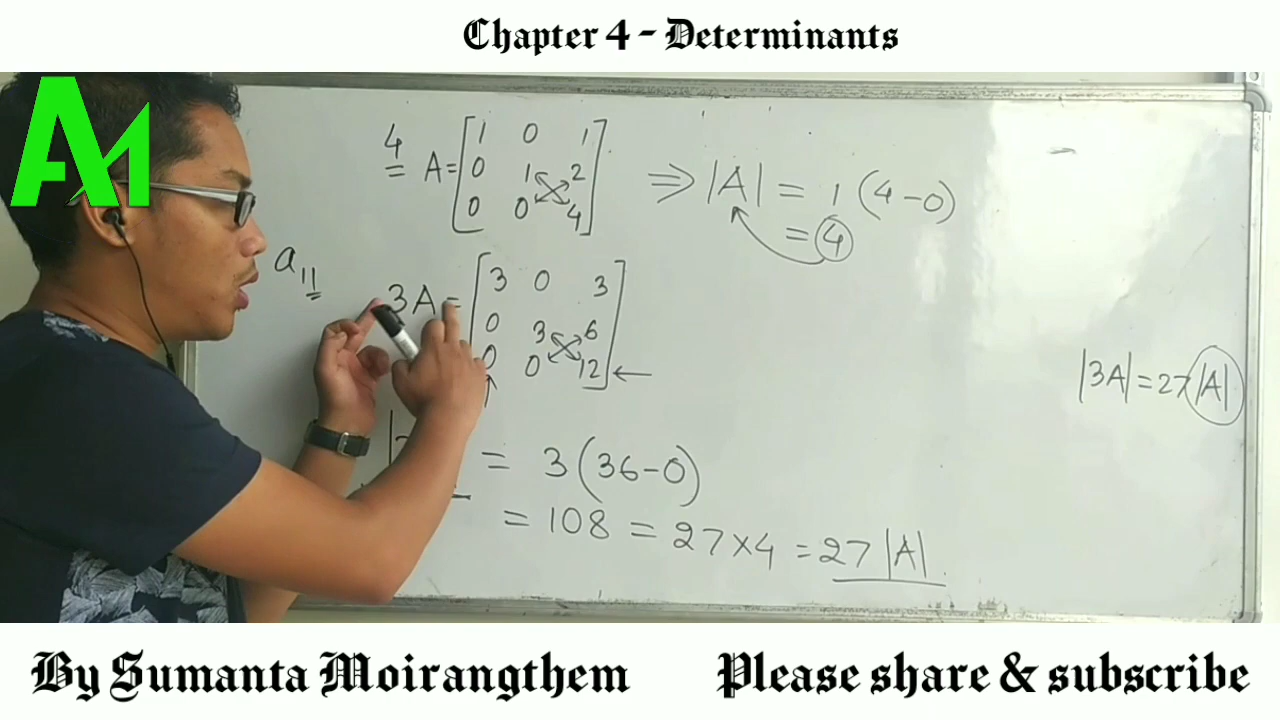 Chapter 4 - Determinants
AM
4 A = [1 0 1
0 1 2
0 0 4]
⇒ |A| = 1 (4-0)
= 4
a₁₁
3A = [3 0 3
0 3 6
0 0 12] ←
|3A| = 27 |A|
= 3 (36-0)
= 108 = 27×4 = 27 |A|
By Sumanta Moirangthem
Please share & subscribe